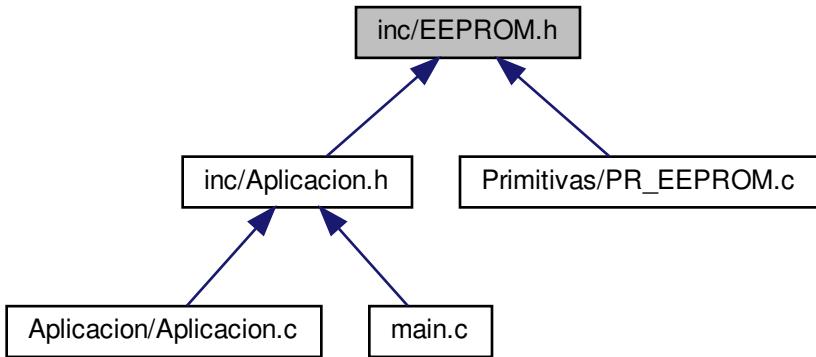 inc/EEPROM.h
inc/Aplicacion.h
Primitivas/PR_EEPROM.c
Aplicacion/Aplicacion.c
main.c